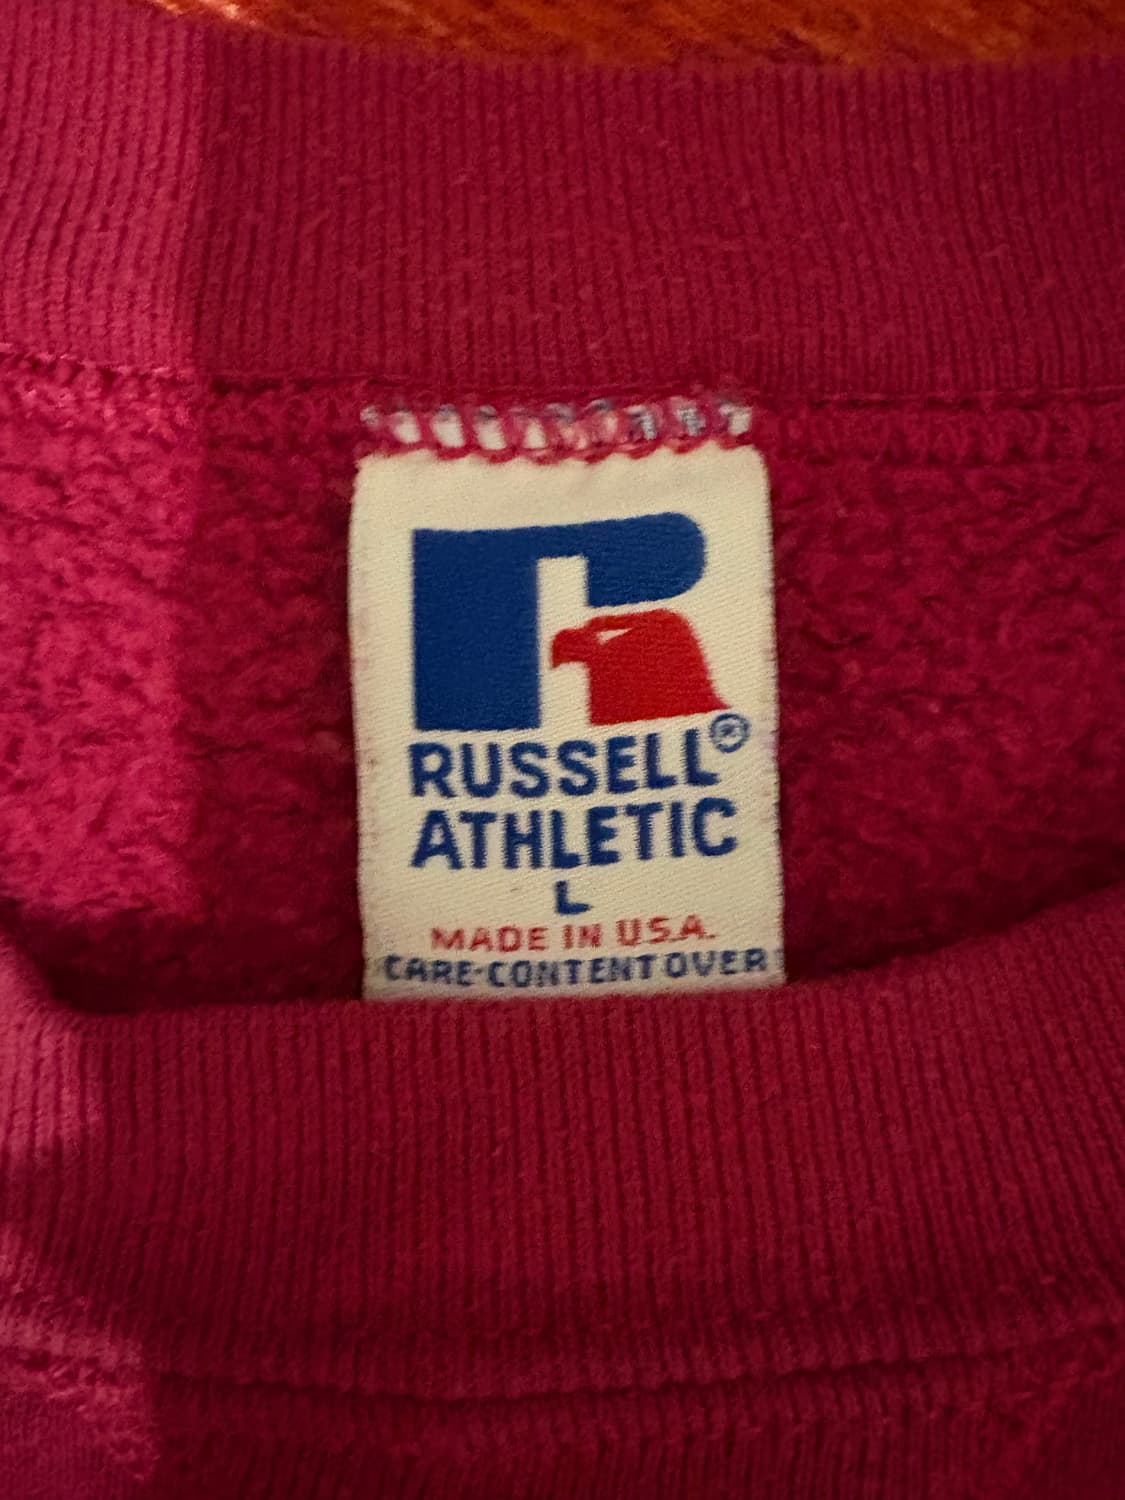 RUSSELL®
ATHLETIC
L
MADE IN U.S.A.
CARE-CONTENT OVER